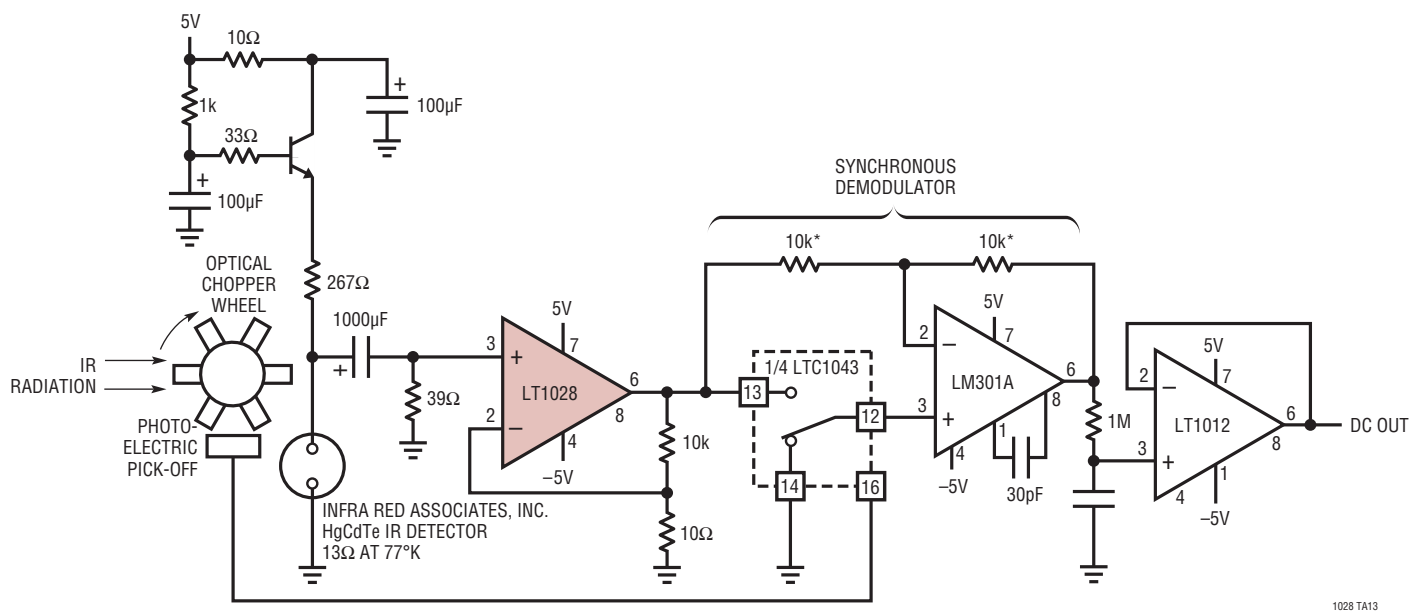 5V
10Ω
1k
+
100µF
33Ω
+
100µF
SYNCHRONOUS
DEMODULATOR
10k*
10k*
OPTICAL
CHOPPER
WHEEL
267Ω
1000µF
+
IR
RADIATION
PHOTO-
ELECTRIC
PICK-OFF
39Ω
5V
3
+
7
LT1028
6
2
–
8
4
–5V
10k
10Ω
13
1/4 LTC1043
12
14
16
5V
2
–
7
LM301A
6
3
+
8
1
4
–5V
30pF
1M
5V
2
–
7
LT1012
6
3
+
8
1
4
–5V
DC OUT
INFRA RED ASSOCIATES, INC.
HgCdTe IR DETECTOR
13Ω AT 77°K
1028 TA13